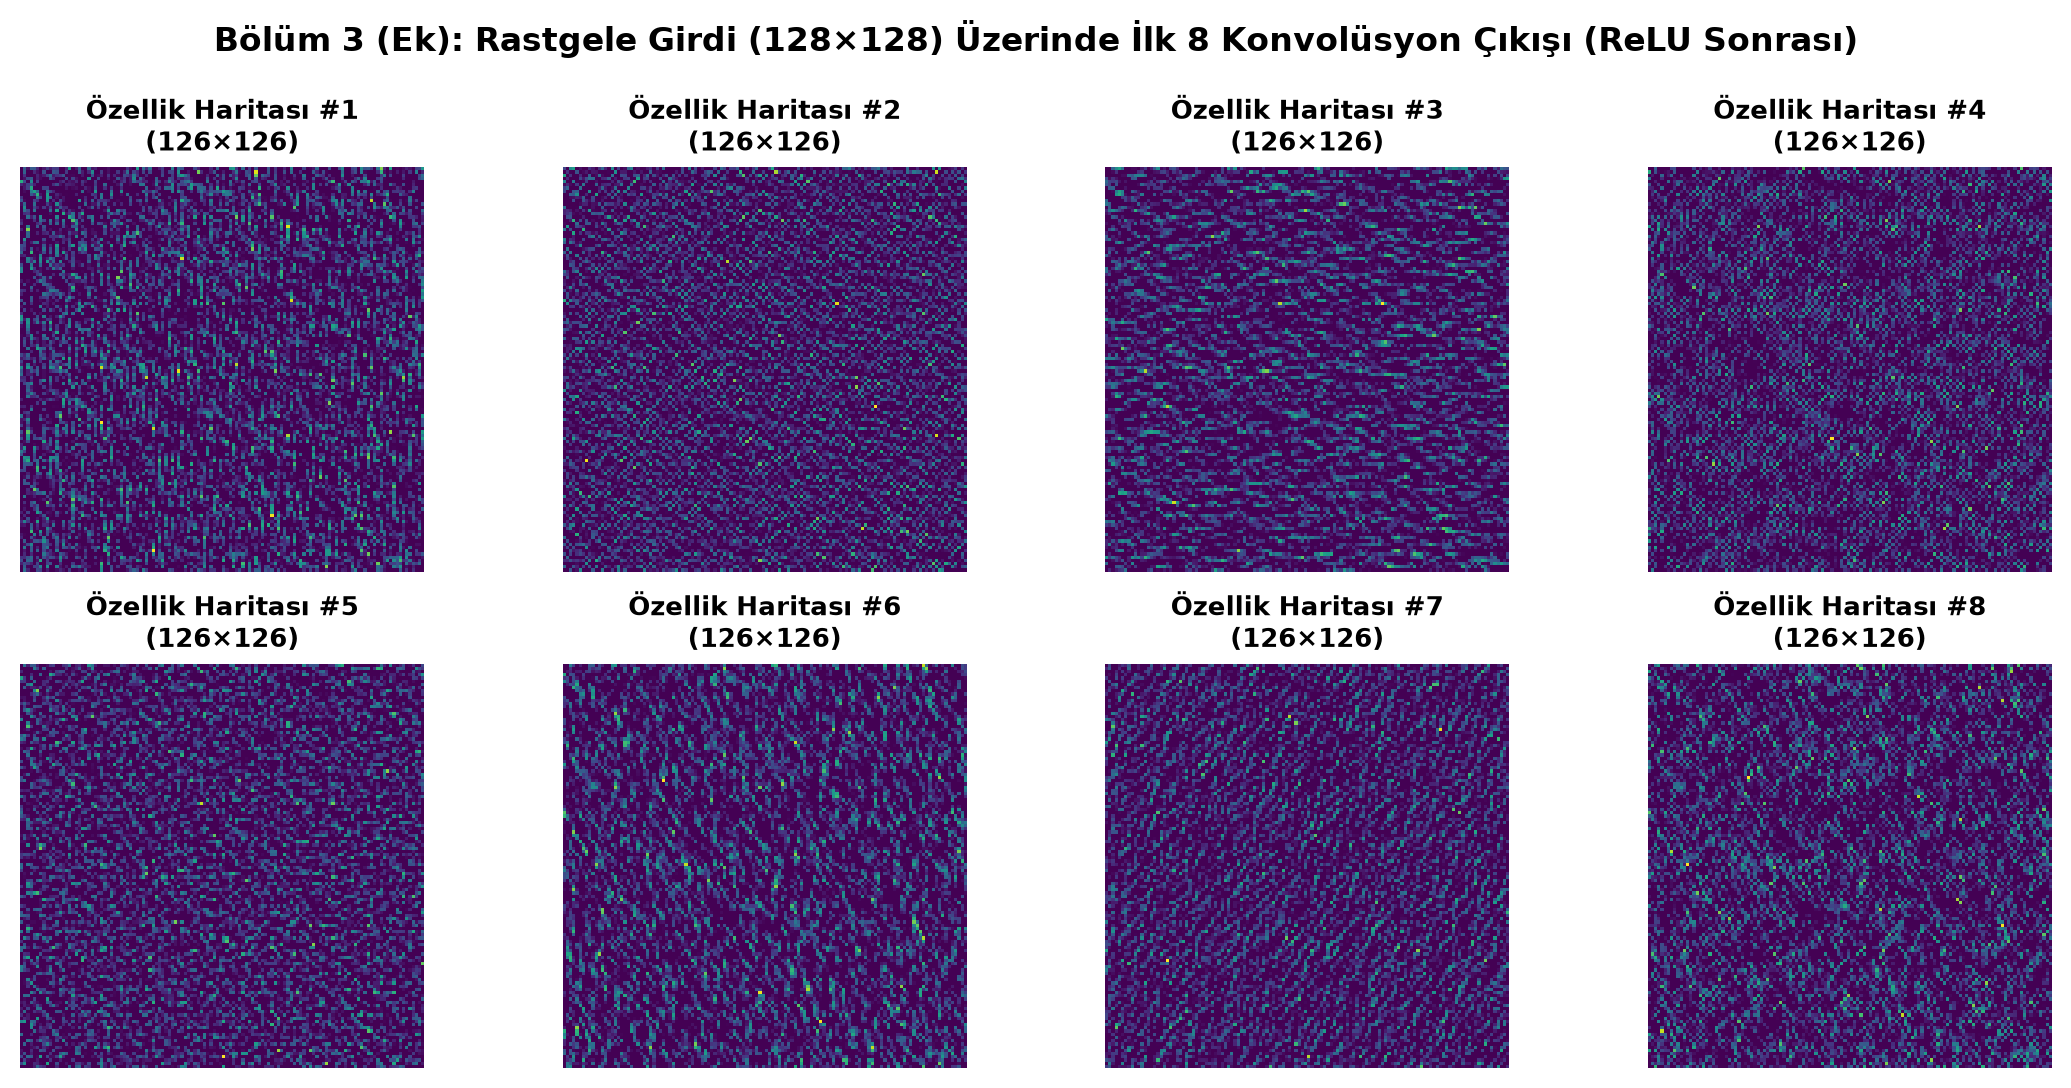 Bölüm 3 (Ek): Rastgele Girdi (128×128) Üzerinde İlk 8 Konvolüsyon Çıkışı (ReLU Sonrası)
Özellik Haritası #1
(126×126)
Özellik Haritası #2
(126×126)
Özellik Haritası #3
(126×126)
Özellik Haritası #4
(126×126)
Özellik Haritası #5
(126×126)
Özellik Haritası #6
(126×126)
Özellik Haritası #7
(126×126)
Özellik Haritası #8
(126×126)